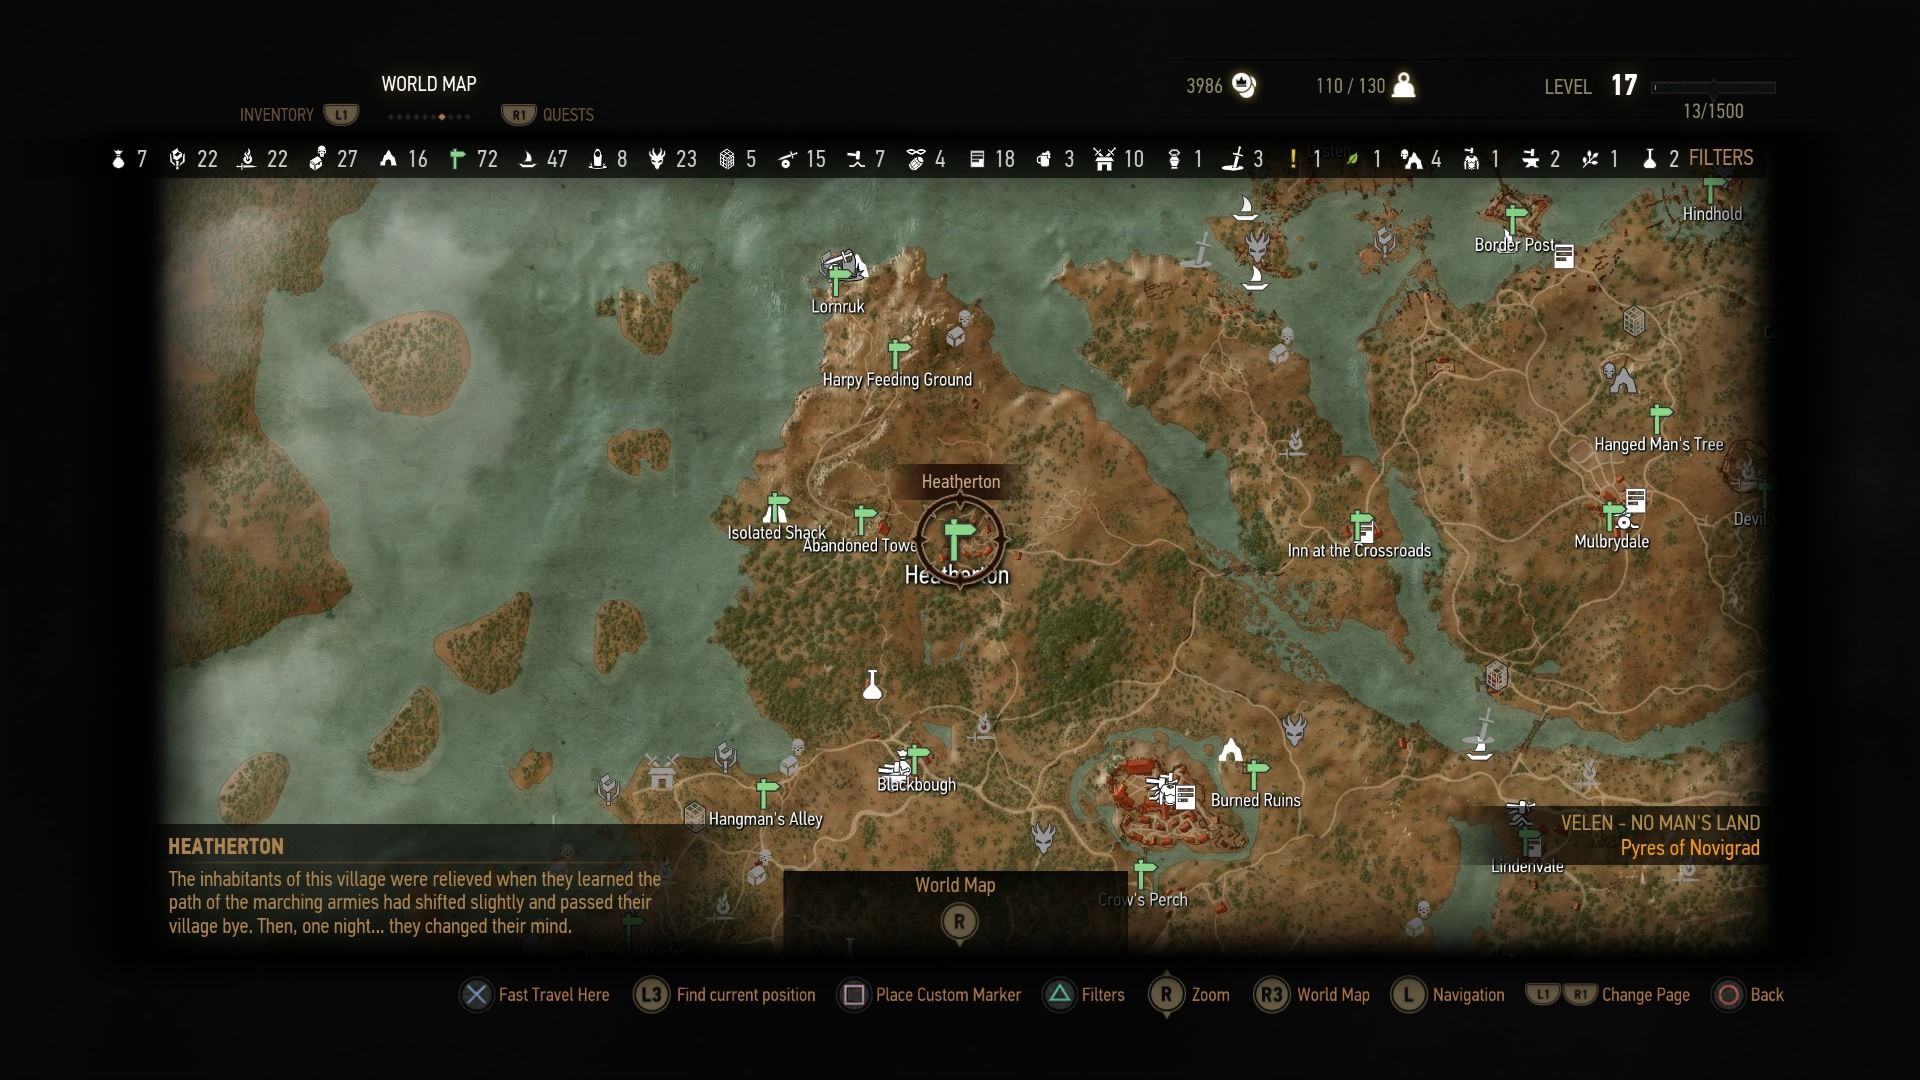 WORLD MAP
INVENTORY L1
R1 QUESTS
3986
110 / 130
LEVEL 17
13/1500
7 22 22 27 16 72 47 8 23 5 15 7 4 18 3 10 1 3 1 1 4 1 2 1 2 FILTERS
Hindhold
Border Post
Lornruk
Harpy Feeding Ground
Hanged Man's Tree
Heatherton
Isolated Shack
Abandoned Towe
Devil
Mulbrydale
Inn at the Crossroads
Heatherton
Blackbough
Burned Ruins
Hangman's Alley
VELEN - NO MAN'S LAND
Pyres of Novigrad
Lindenvale
Crow's Perch
HEATHERTON
The inhabitants of this village were relieved when they learned the
path of the marching armies had shifted slightly and passed their
village bye. Then, one night... they changed their mind.
World Map
R
Fast Travel Here L3 Find current position Place Custom Marker Filters R Zoom R3 World Map L Navigation L1 R1 Change Page Back